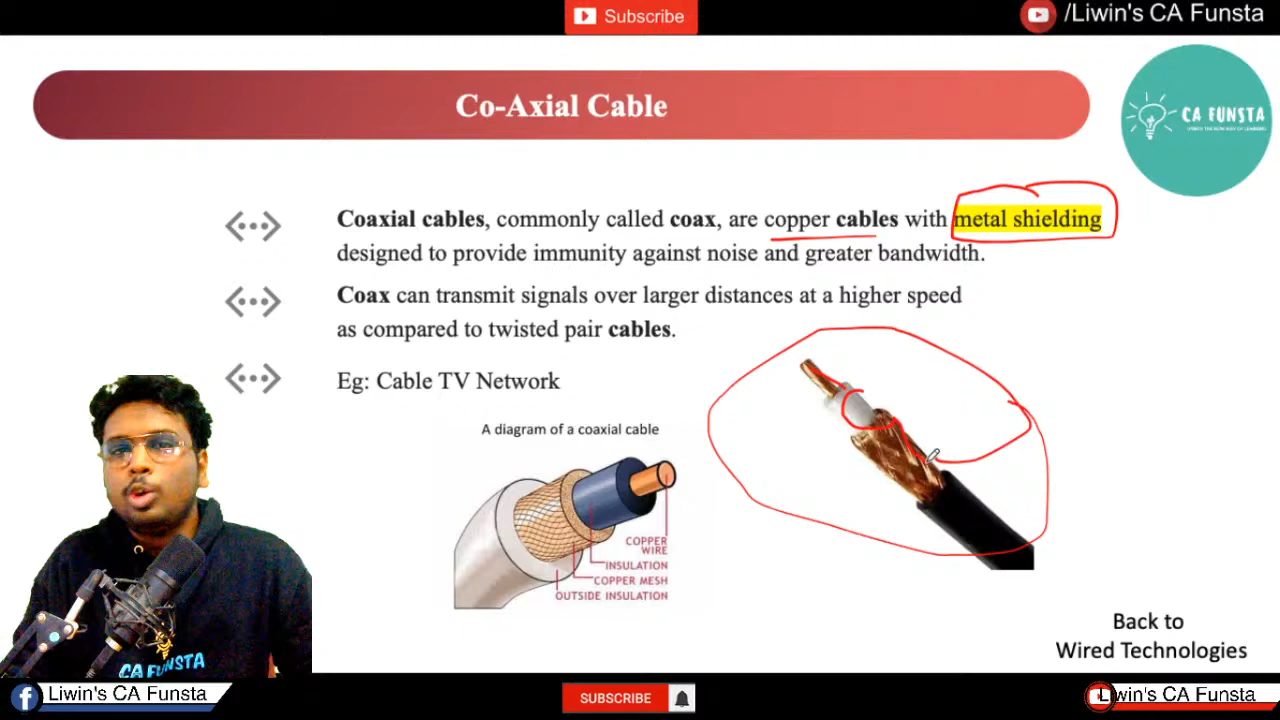 Subscribe
/Liwin's CA Funsta
Co-Axial Cable
CA FUNSTA
Coaxial cables, commonly called coax, are copper cables with metal shielding
designed to provide immunity against noise and greater bandwidth.
Coax can transmit signals over larger distances at a higher speed
as compared to twisted pair cables.
Eg: Cable TV Network
A diagram of a coaxial cable
COPPER
WIRE
INSULATION
COPPER MESH
OUTSIDE INSULATION
Back to
Wired Technologies
CA FUNSTA
Liwin's CA Funsta
SUBSCRIBE
Liwin's CA Funsta